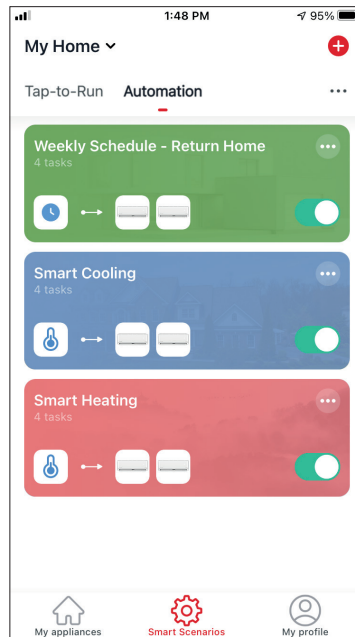 1:48 PM
95%
My Home
Tap-to-Run
Automation
Weekly Schedule - Return Home
4 tasks
Smart Cooling
4 tasks
Smart Heating
4 tasks
My appliances
Smart Scenarios
My profile